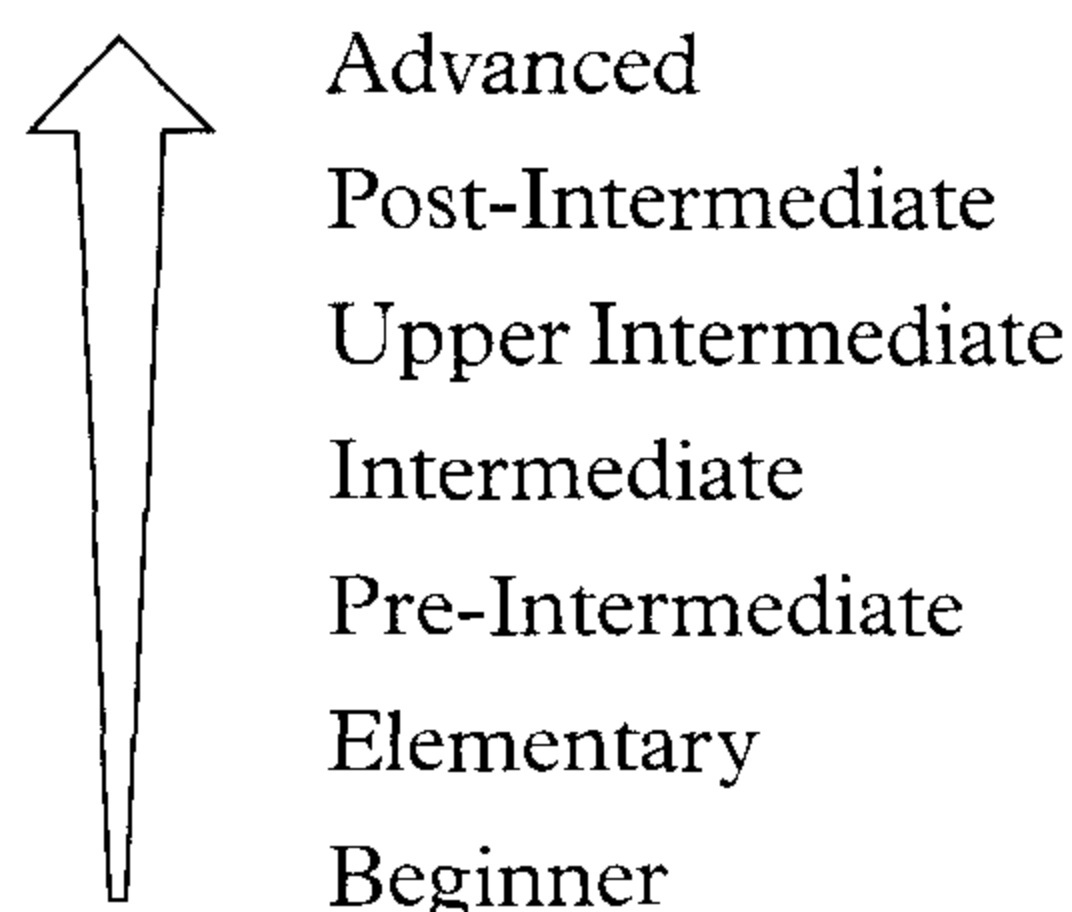 Advanced
Post-Intermediate
Upper Intermediate
Intermediate
Pre-Intermediate
Elementary
Beginner